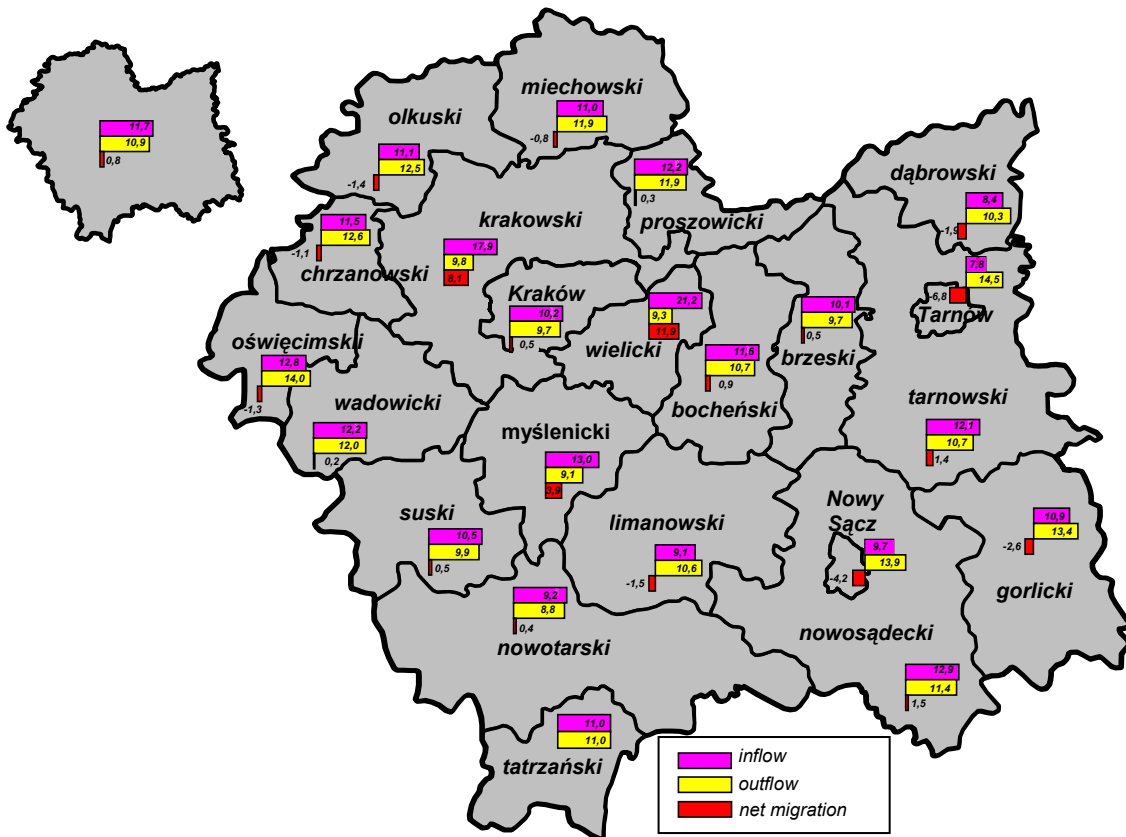 miechowski
11,0
11,9
-0,8
olkuski
11,1
12,5
-1,4
11,7
10,9
0,8
dąbrowski
8,4
10,3
-1,9
12,2
11,9
0,3
proszowicki
krakowski
17,9
9,8
8,1
11,5
12,6
-1,1
chrzanowski
7,8
14,5
-6,8
Tarnów
Kraków
10,2
9,7
0,5
21,2
9,3
11,9
wielicki
10,1
9,7
0,5
brzeski
oświęcimski
12,8
14,0
-1,3
11,6
10,7
0,9
bocheński
wadowicki
12,2
12,0
0,2
tarnowski
12,1
10,7
1,4
myślenicki
13,0
9,1
3,9
suski
10,5
9,9
0,5
limanowski
9,1
10,6
-1,5
Nowy
Sącz
9,7
13,9
-4,2
10,9
13,4
-2,6
gorlicki
9,2
8,8
0,4
nowotarski
nowosądecki
12,9
11,4
1,5
11,0
11,0
tatrzański
inflow
outflow
net migration